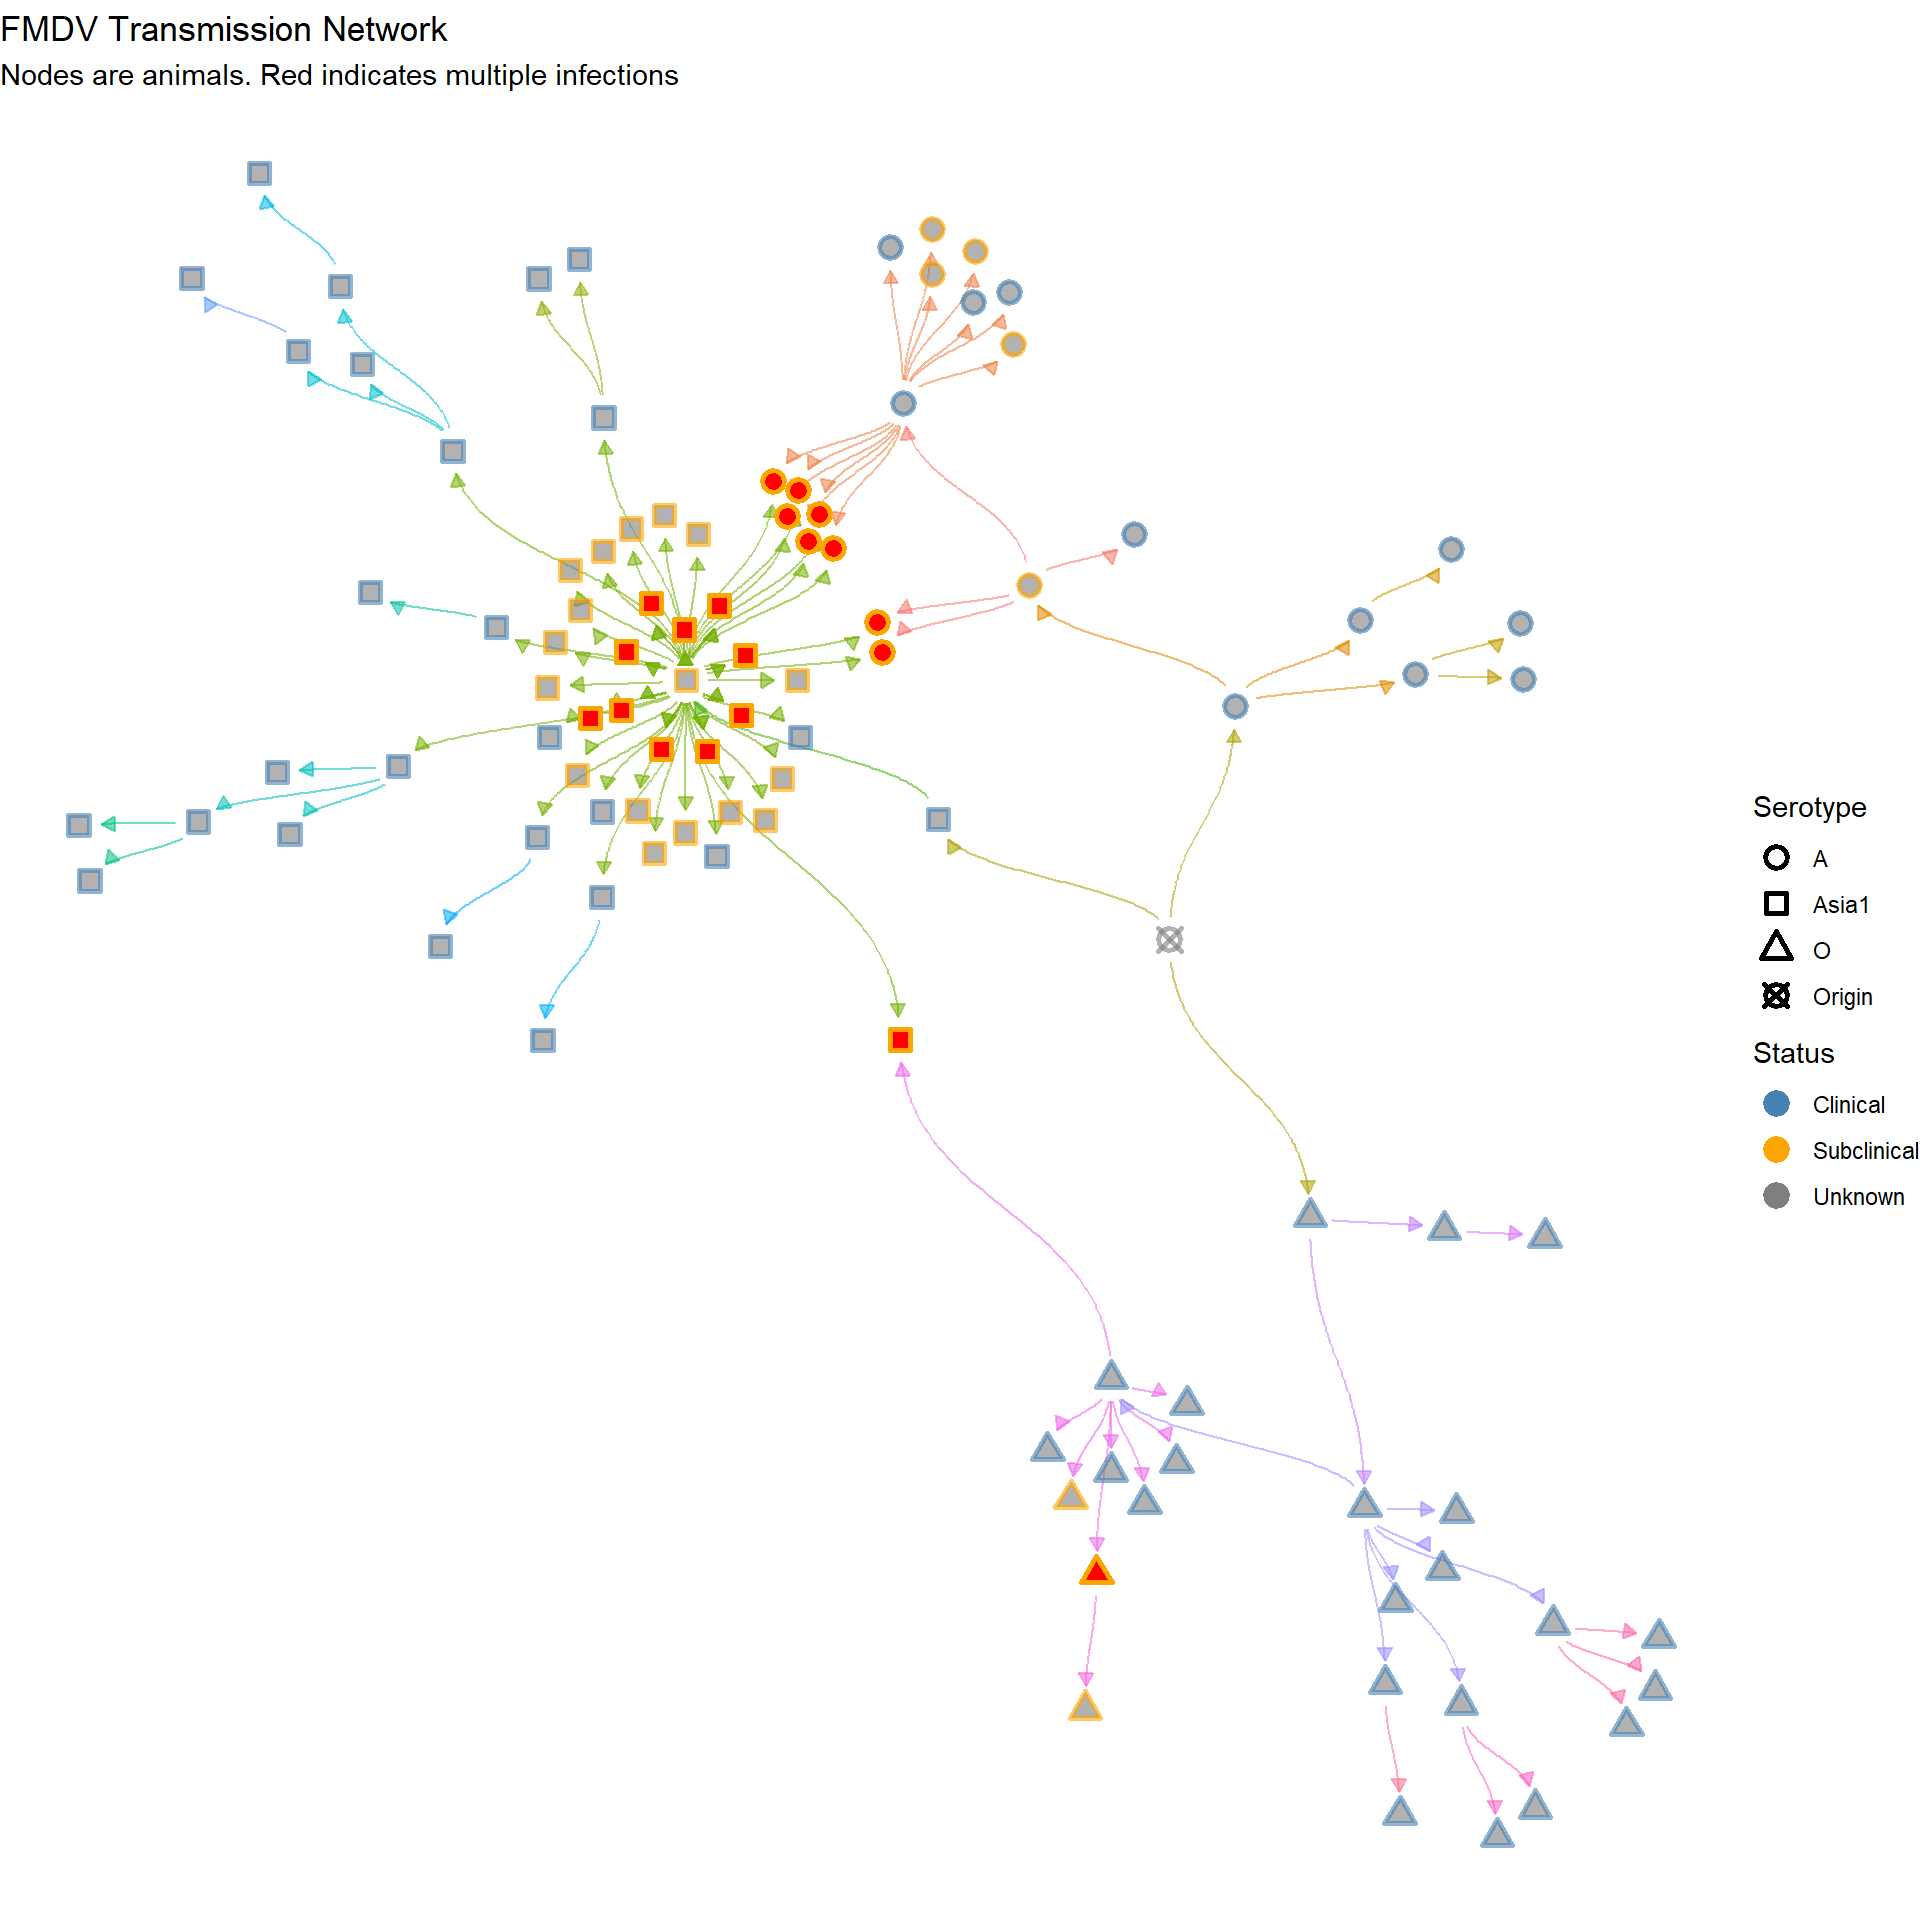 FMDV Transmission Network
Nodes are animals. Red indicates multiple infections
Serotype
A
Asia1
O
Origin
Status
Clinical
Subclinical
Unknown